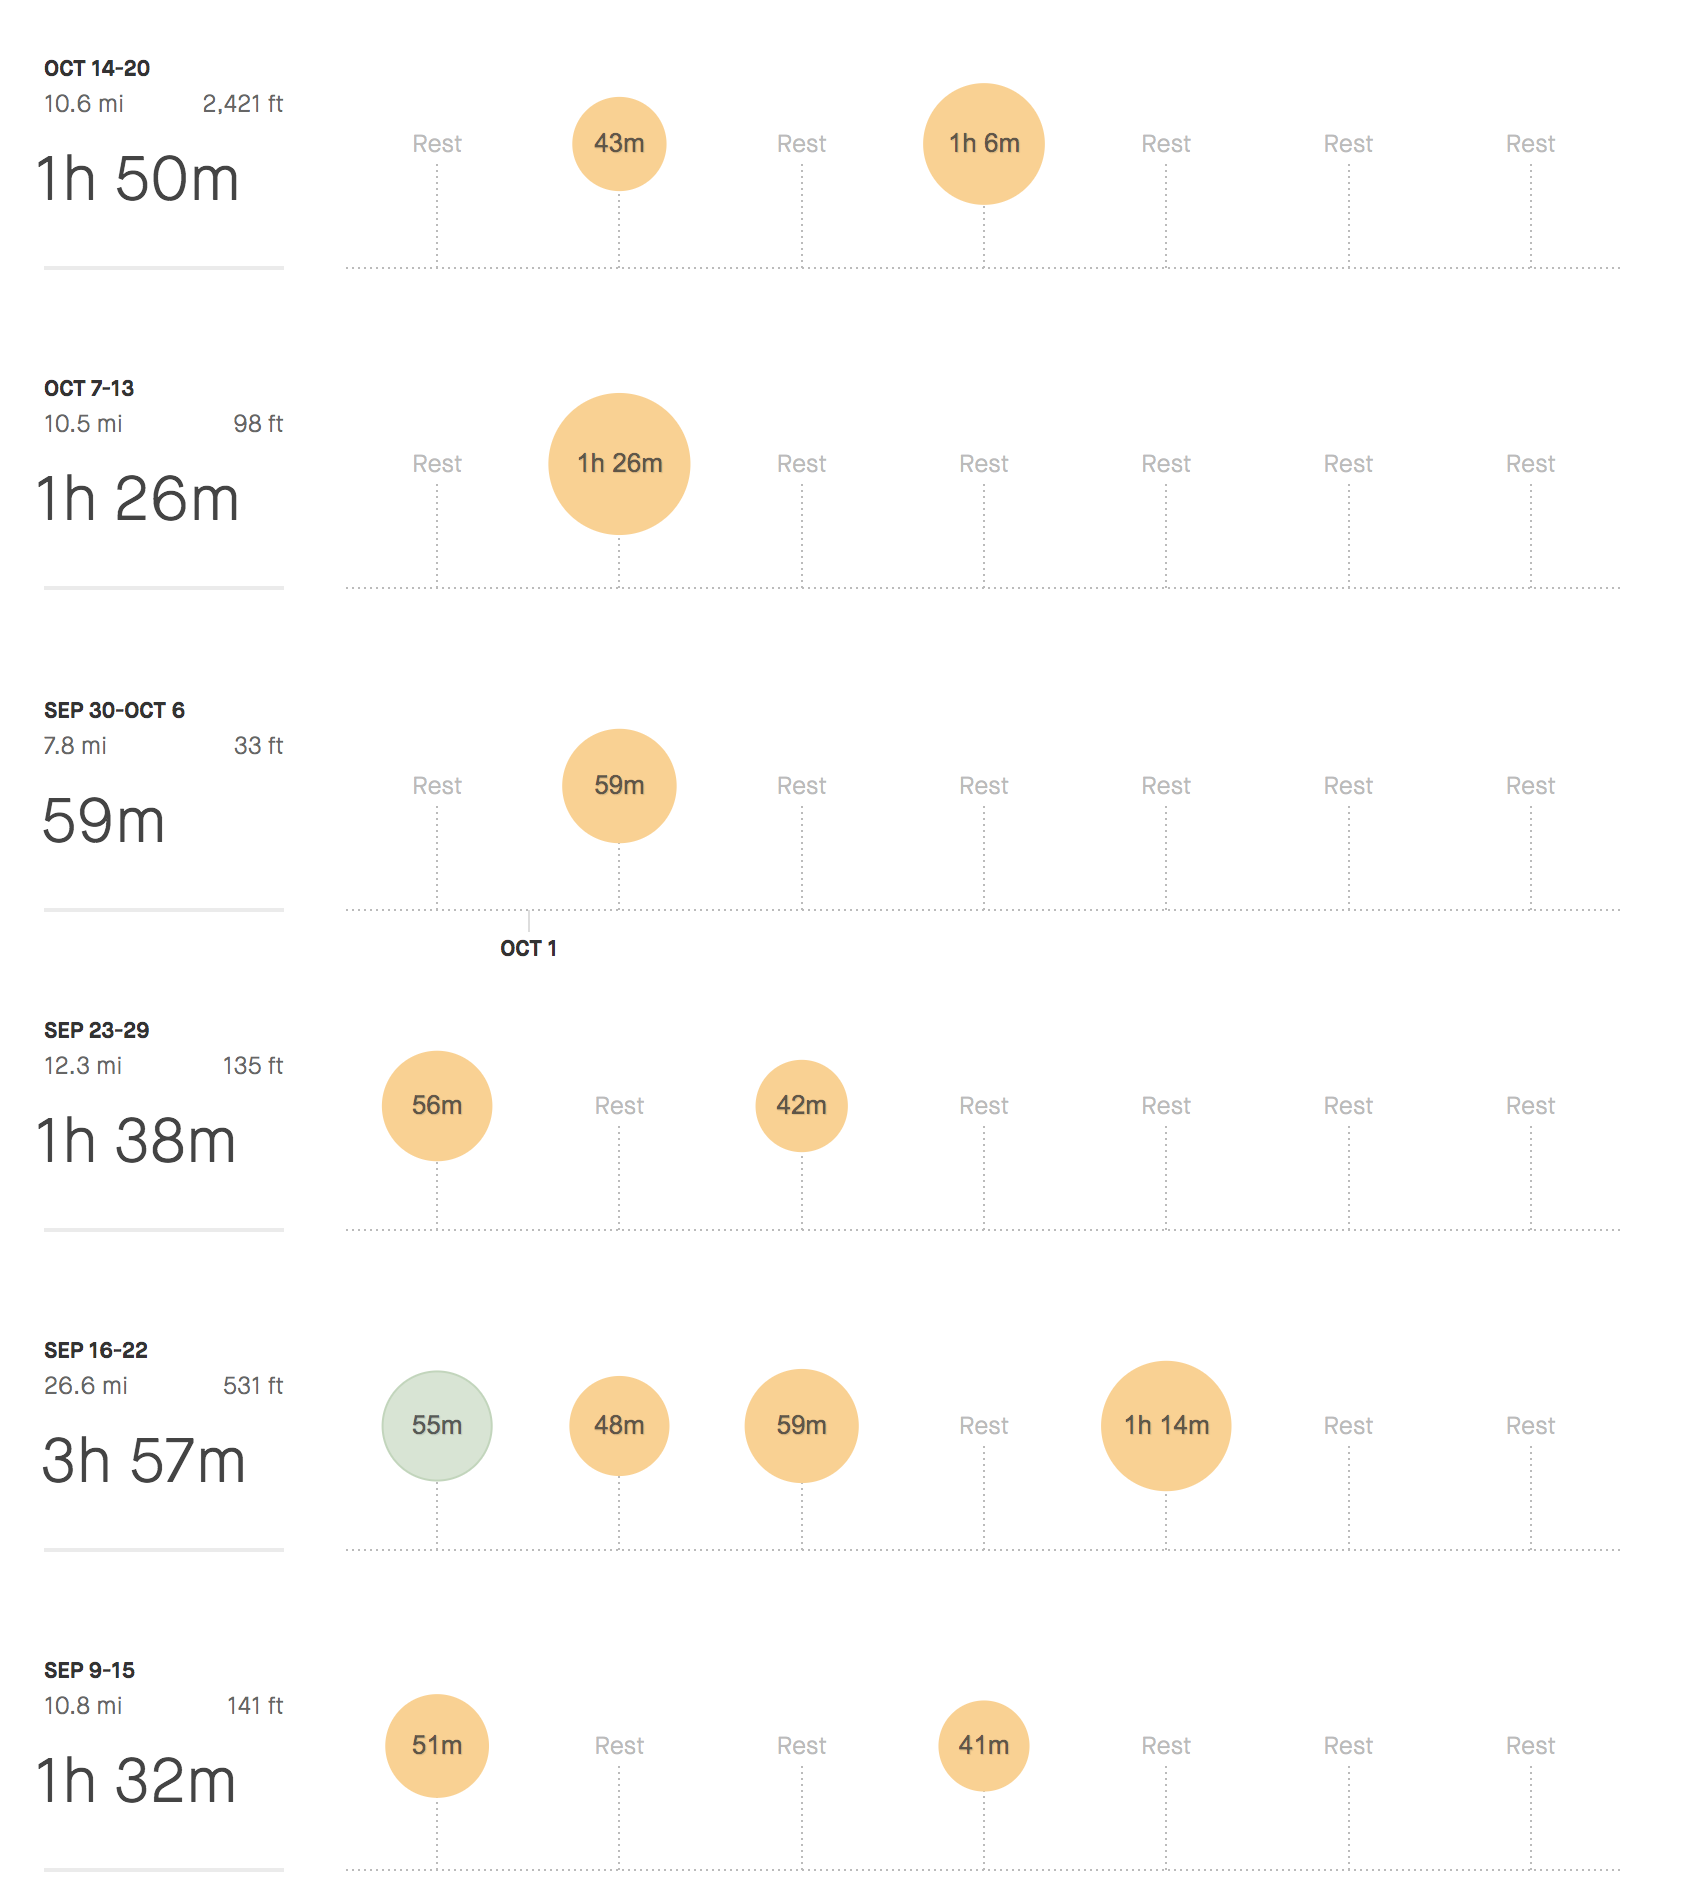 OCT 14-20
10.6 mi 2,421 ft
1h 50m
Rest 43m Rest 1h 6m Rest Rest Rest
OCT 7-13
10.5 mi 98 ft
1h 26m
Rest 1h 26m Rest Rest Rest Rest Rest
SEP 30-OCT 6
7.8 mi 33 ft
59m
Rest 59m Rest Rest Rest Rest Rest
OCT 1
SEP 23-29
12.3 mi 135 ft
1h 38m
56m Rest 42m Rest Rest Rest Rest
SEP 16-22
26.6 mi 531 ft
3h 57m
55m 48m 59m Rest 1h 14m Rest Rest
SEP 9-15
10.8 mi 141 ft
1h 32m
51m Rest Rest 41m Rest Rest Rest